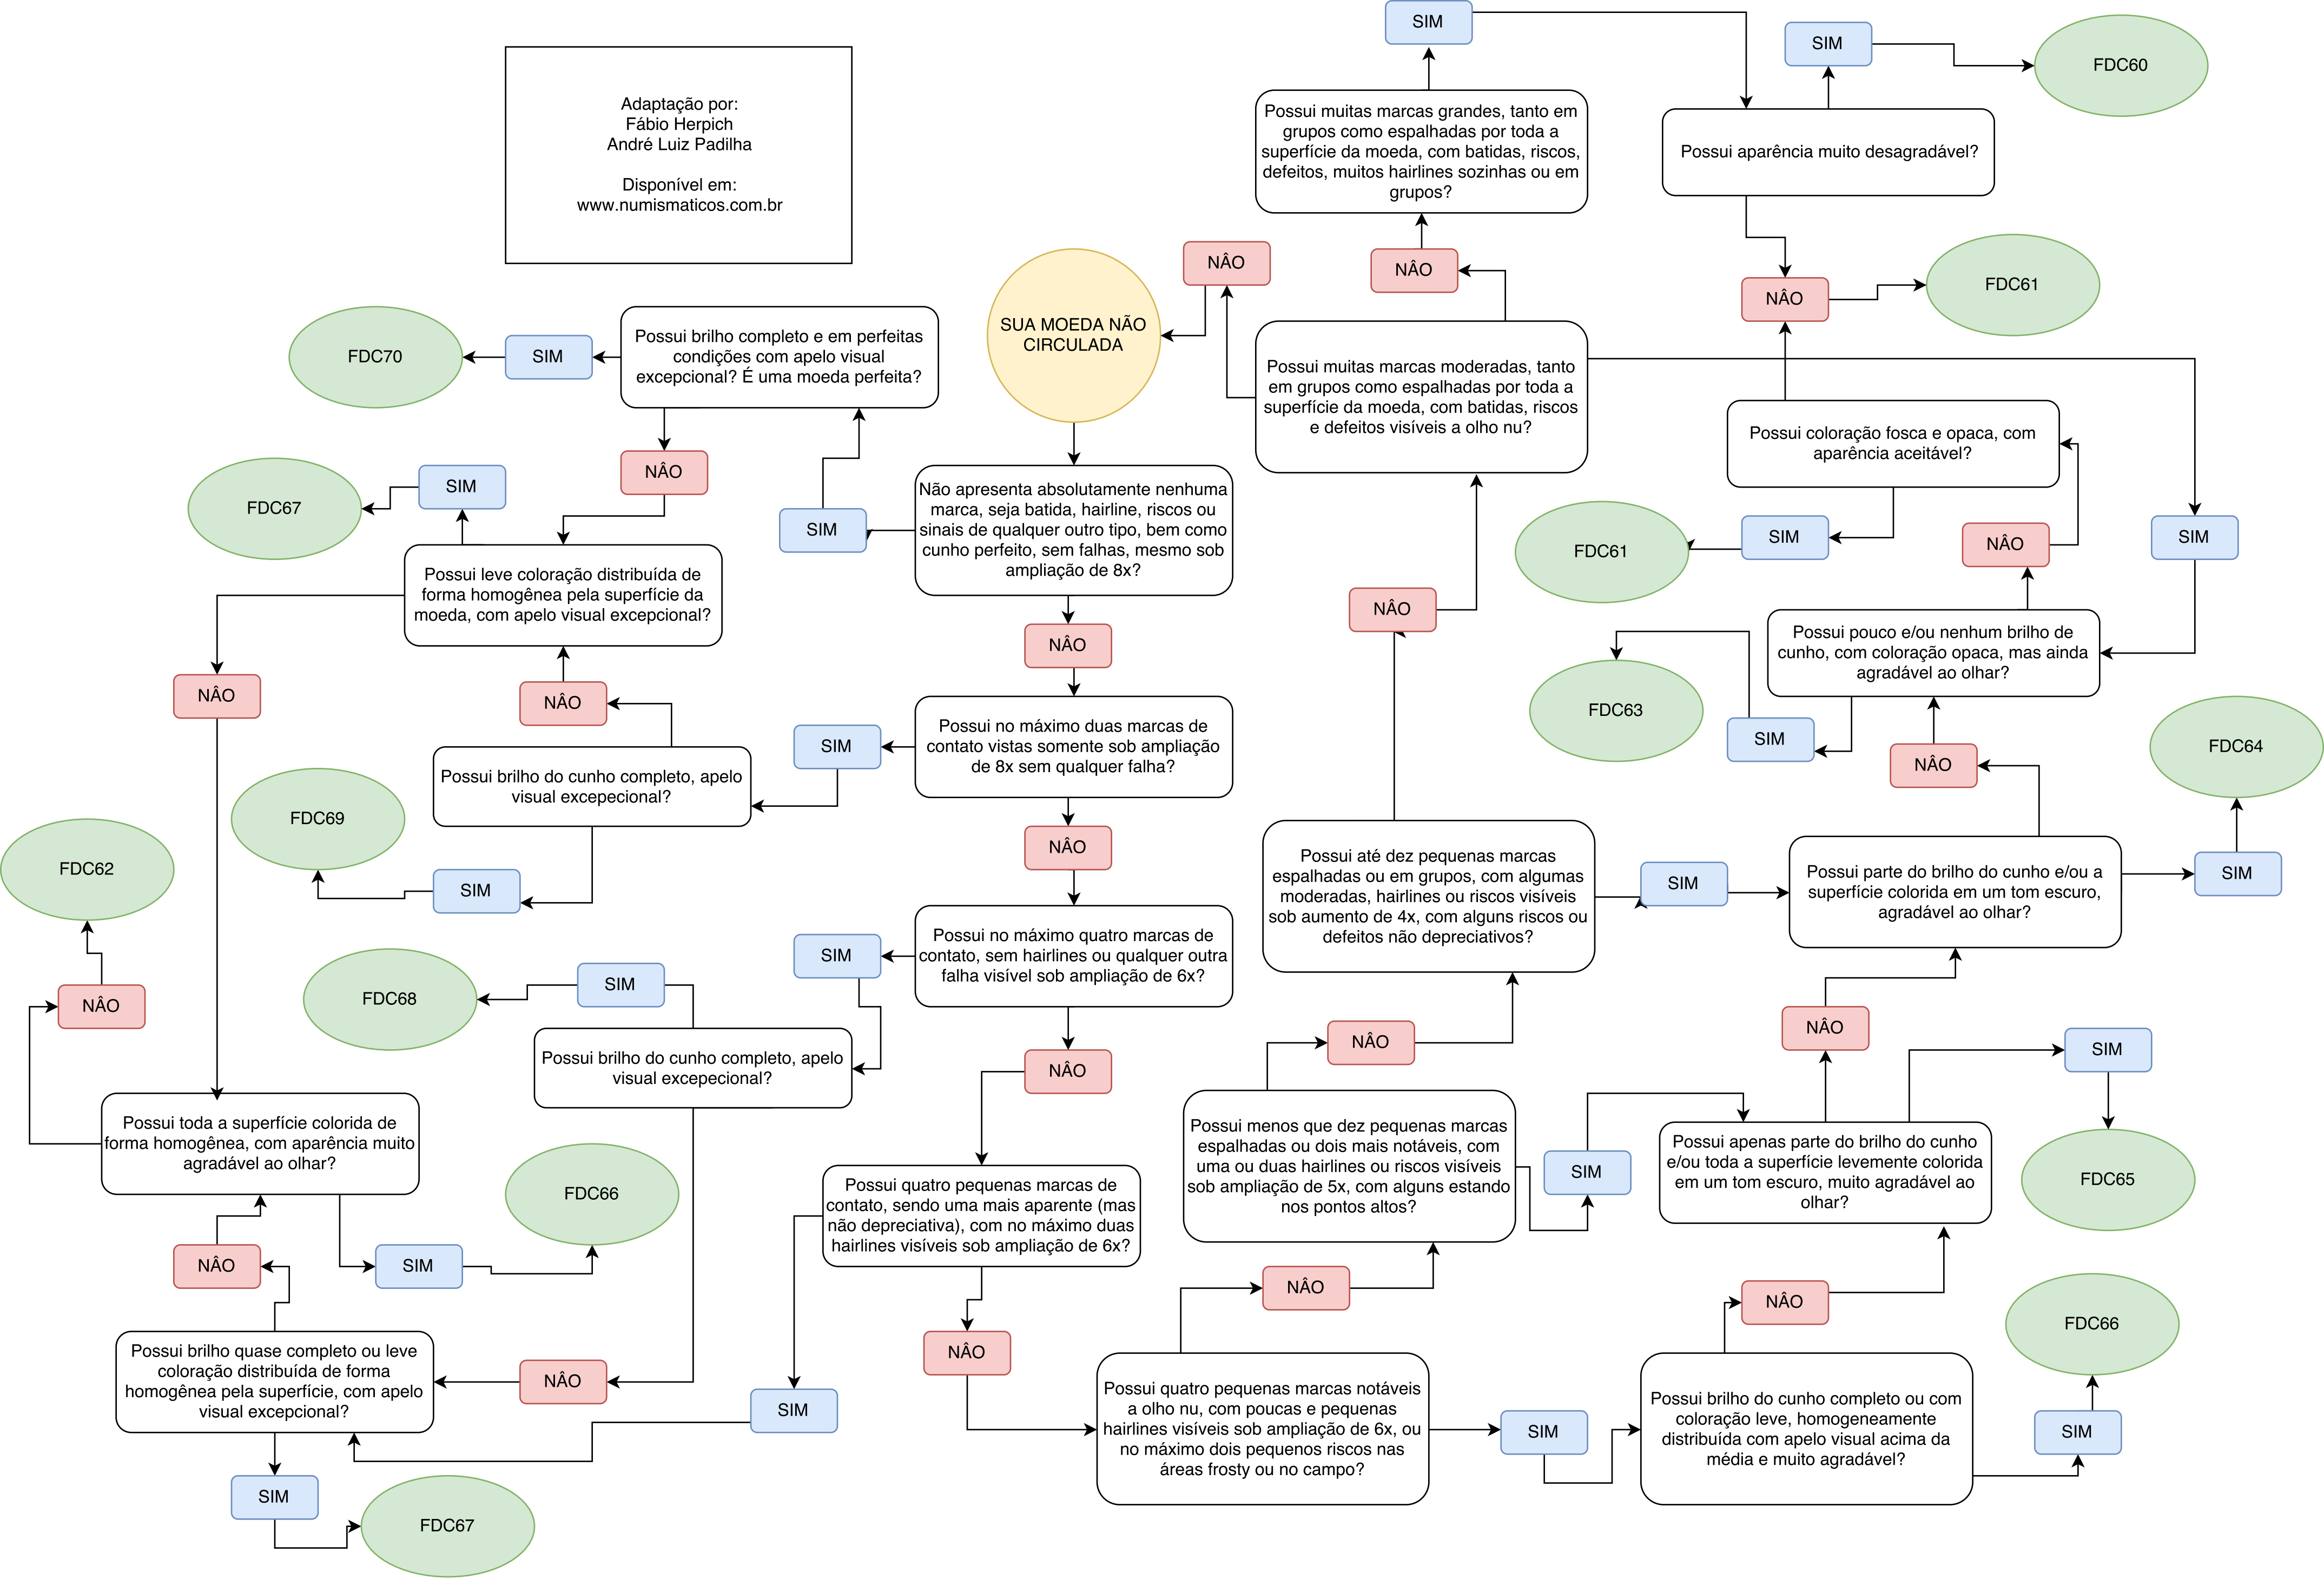 Adaptação por:
Fábio Herpich
André Luiz Padilha
Disponível em:
www.numismaticos.com.br
SUA MOEDA NÃO
CIRCULADA
Não apresenta absolutamente nenhuma
marca, seja batida, hairline, riscos ou
sinais de qualquer outro tipo, bem como
cunho perfeito, sem falhas, mesmo sob
ampliação de 8x?
SIM
Possui brilho completo e em perfeitas
condições com apelo visual
excepcional? É uma moeda perfeita?
SIM
FDC70
NÂO
Possui leve coloração distribuída de
forma homogênea pela superfície da
moeda, com apelo visual excepcional?
SIM
FDC67
NÂO
NÂO
Possui no máximo duas marcas de
contato vistas somente sob ampliação
de 8x sem qualquer falha?
SIM
Possui brilho do cunho completo, apelo
visual excepecional?
NÂO
SIM
FDC69
NÂO
Possui no máximo quatro marcas de
contato, sem hairlines ou qualquer outra
falha visível sob ampliação de 6x?
SIM
Possui brilho do cunho completo, apelo
visual excepecional?
SIM
FDC68
NÂO
Possui toda a superfície colorida de
forma homogênea, com aparência muito
agradável ao olhar?
NÂO
FDC62
SIM
FDC66
NÂO
Possui brilho quase completo ou leve
coloração distribuída de forma
homogênea pela superfície, com apelo
visual excepcional?
SIM
FDC67
NÂO
Possui quatro pequenas marcas de
contato, sendo uma mais aparente (mas
não depreciativa), com no máximo duas
hairlines visíveis sob ampliação de 6x?
SIM
NÂO
Possui quatro pequenas marcas notáveis
a olho nu, com poucas e pequenas
hairlines visíveis sob ampliação de 6x, ou
no máximo dois pequenos riscos nas
áreas frosty ou no campo?
SIM
Possui brilho do cunho completo ou com
coloração leve, homogeneamente
distribuída com apelo visual acima da
média e muito agradável?
SIM
FDC66
NÂO
NÂO
Possui menos que dez pequenas marcas
espalhadas ou dois mais notáveis, com
uma ou duas hairlines ou riscos visíveis
sob ampliação de 5x, com alguns estando
nos pontos altos?
SIM
Possui apenas parte do brilho do cunho
e/ou toda a superfície levemente colorida
em um tom escuro, muito agradável ao
olhar?
SIM
FDC65
NÂO
NÂO
Possui até dez pequenas marcas
espalhadas ou em grupos, com algumas
moderadas, hairlines ou riscos visíveis
sob aumento de 4x, com alguns riscos ou
defeitos não depreciativos?
SIM
Possui parte do brilho do cunho e/ou a
superfície colorida em um tom escuro,
agradável ao olhar?
SIM
FDC64
NÂO
NÂO
Possui muitas marcas moderadas, tanto
em grupos como espalhadas por toda a
superfície da moeda, com batidas, riscos
e defeitos visíveis a olho nu?
SIM
Possui pouco e/ou nenhum brilho de
cunho, com coloração opaca, mas ainda
agradável ao olhar?
SIM
FDC63
NÂO
Possui coloração fosca e opaca, com
aparência aceitável?
SIM
FDC61
NÂO
NÂO
Possui muitas marcas grandes, tanto em
grupos como espalhadas por toda a
superfície da moeda, com batidas, riscos,
defeitos, muitos hairlines sozinhas ou em
grupos?
SIM
Possui aparência muito desagradável?
SIM
FDC60
NÂO
FDC61